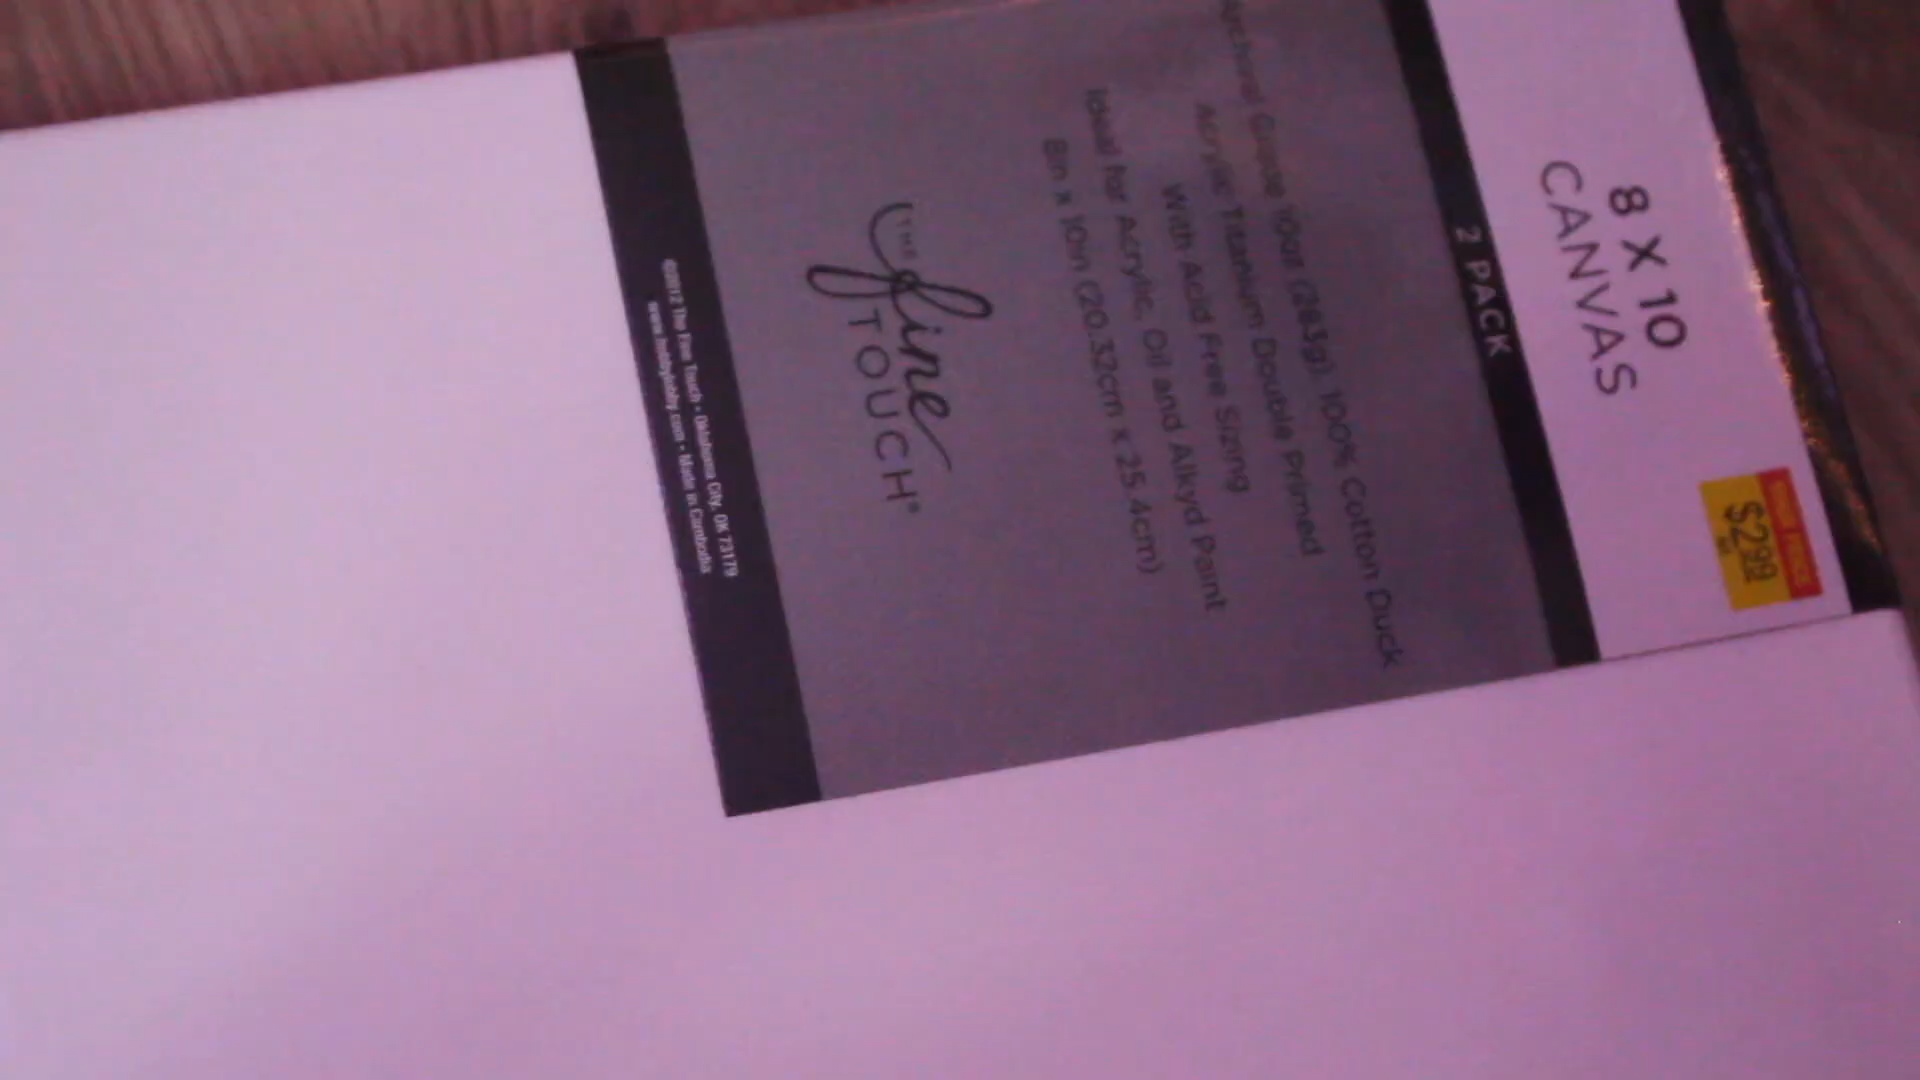 8 X 10
CANVAS
$2.99
2 PACK
Archival Grade 10oz (283g), 100% Cotton Duck
Acrylic Titanium Double Primed
With Acid Free Sizing
Ideal for Acrylic, Oil and Alkyd Paint
8in x 10in (20.32cm x 25.4cm)
THE
fine
TOUCH®
©2012 The Fine Touch • Oklahoma City, OK 73179
www.hobbylobby.com • Made in Cambodia